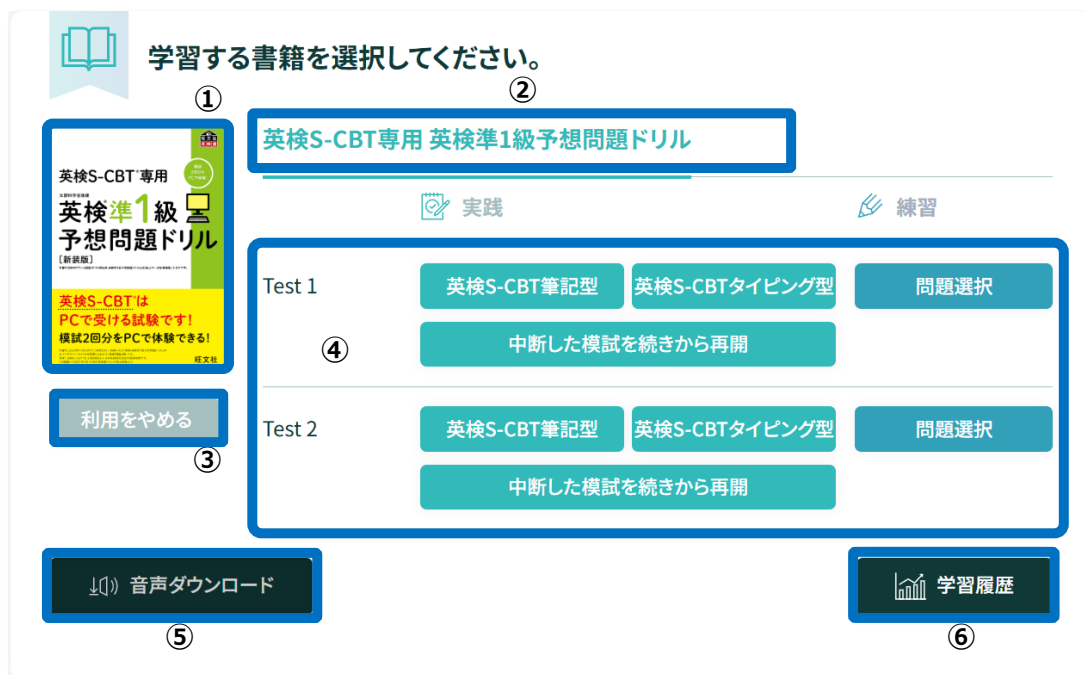 学習する書籍を選択してください。
①
②
英検S-CBT専用 英検準1級予想問題ドリル
英検S-CBT専用
英検準1級
予想問題ドリル
[新装版]
英検S-CBTは
PCで受ける試験です!
模試2回分をPCで体験できる!
旺文社
実践
練習
Test 1
英検S-CBT筆記型
英検S-CBTタイピング型
問題選択
中断した模試を続きから再開
④
利用をやめる
③
Test 2
英検S-CBT筆記型
英検S-CBTタイピング型
問題選択
中断した模試を続きから再開
音声ダウンロード
⑤
学習履歴
⑥